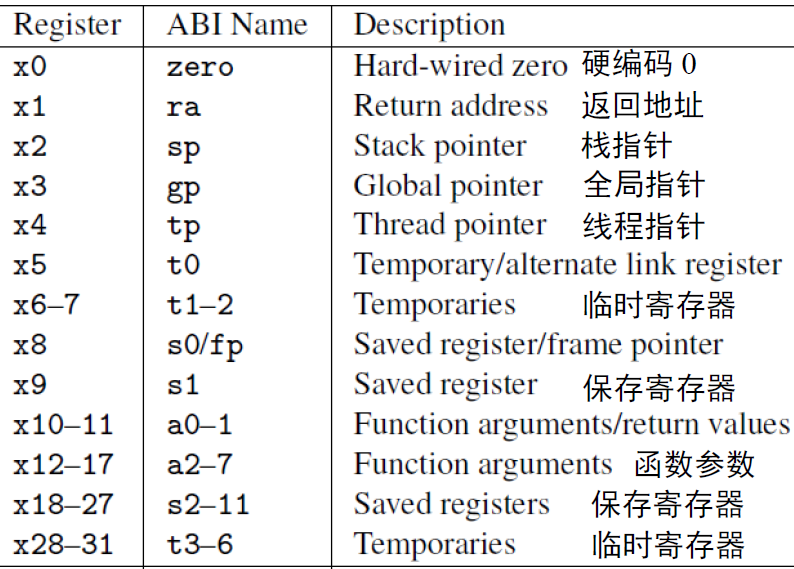 Register ABI Name Description
x0 zero Hard-wired zero 硬编码 0
x1 ra Return address 返回地址
x2 sp Stack pointer 栈指针
x3 gp Global pointer 全局指针
x4 tp Thread pointer 线程指针
x5 t0 Temporary/alternate link register
x6–7 t1–2 Temporaries 临时寄存器
x8 s0/fp Saved register/frame pointer
x9 s1 Saved register 保存寄存器
x10–11 a0–1 Function arguments/return values
x12–17 a2–7 Function arguments 函数参数
x18–27 s2–11 Saved registers 保存寄存器
x28–31 t3–6 Temporaries 临时寄存器